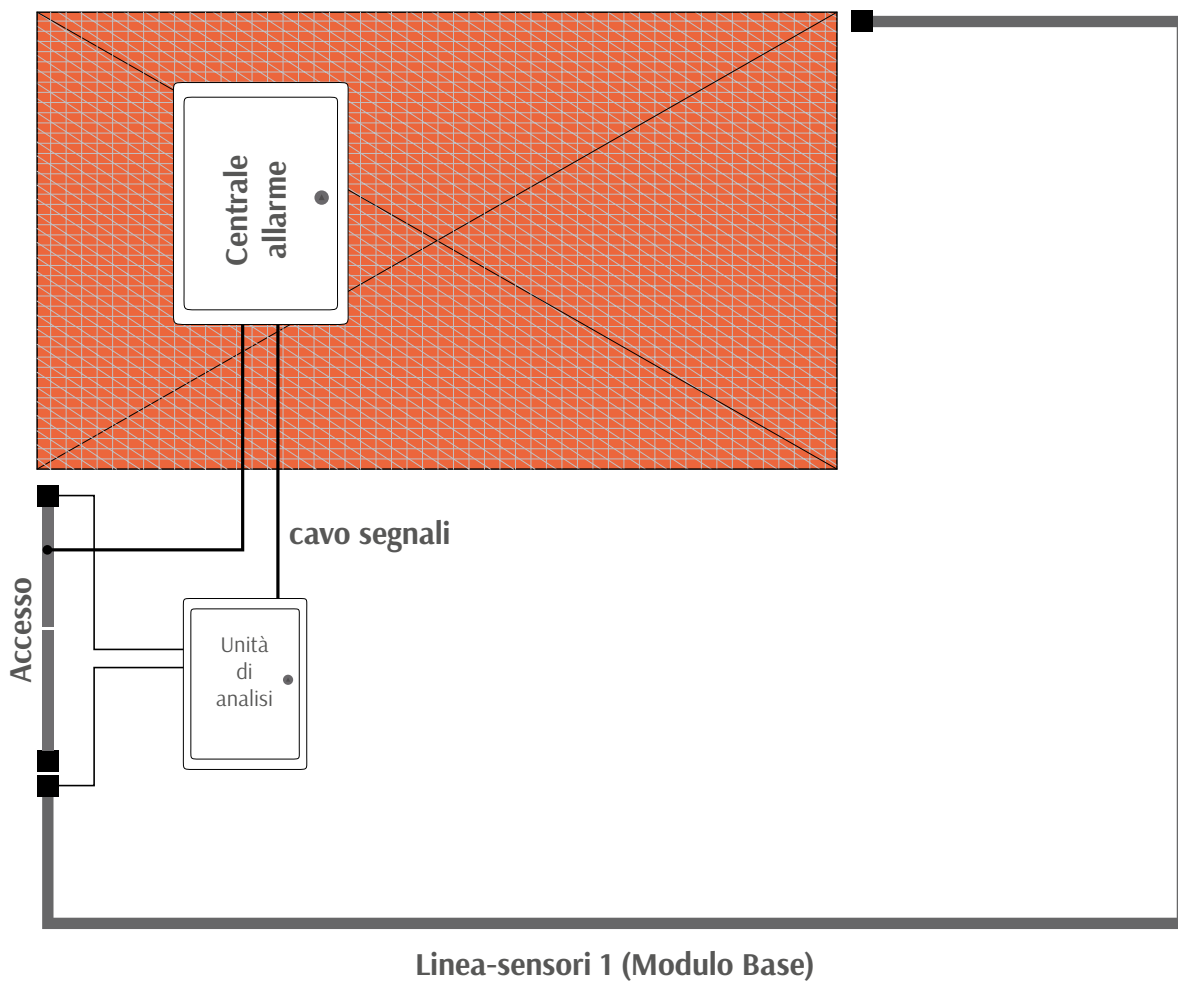 Centrale
allarme
cavo segnali
Accesso
Unità
di
analisi
Linea-sensori 1 (Modulo Base)